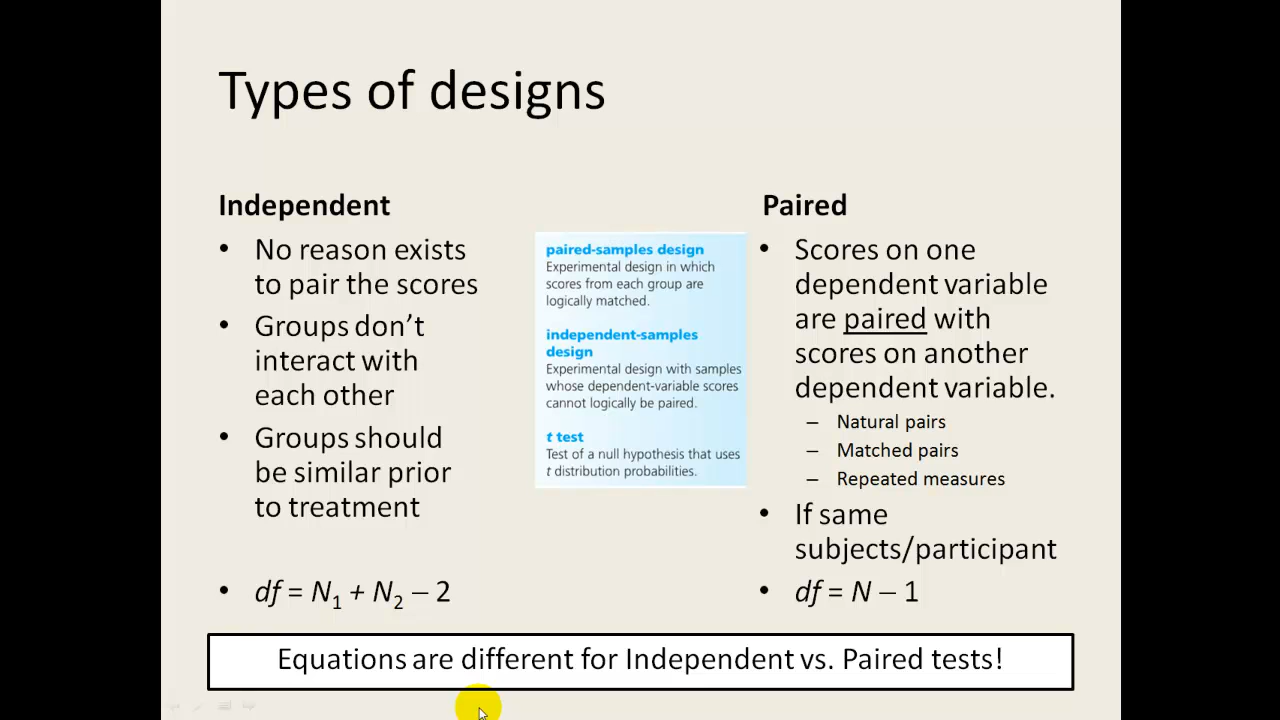 Types of designs
Independent
• No reason exists
to pair the scores
• Groups don’t
interact with
each other
• Groups should
be similar prior
to treatment
• df = N1 + N2 – 2
paired-samples design
Experimental design in which
scores from each group are
logically matched.
independent-samples
design
Experimental design with samples
whose dependent-variable scores
cannot logically be paired.
t test
Test of a null hypothesis that uses
t distribution probabilities.
Paired
• Scores on one
dependent variable
are paired with
scores on another
dependent variable.
– Natural pairs
– Matched pairs
– Repeated measures
• If same
subjects/participant
• df = N – 1
Equations are different for Independent vs. Paired tests!